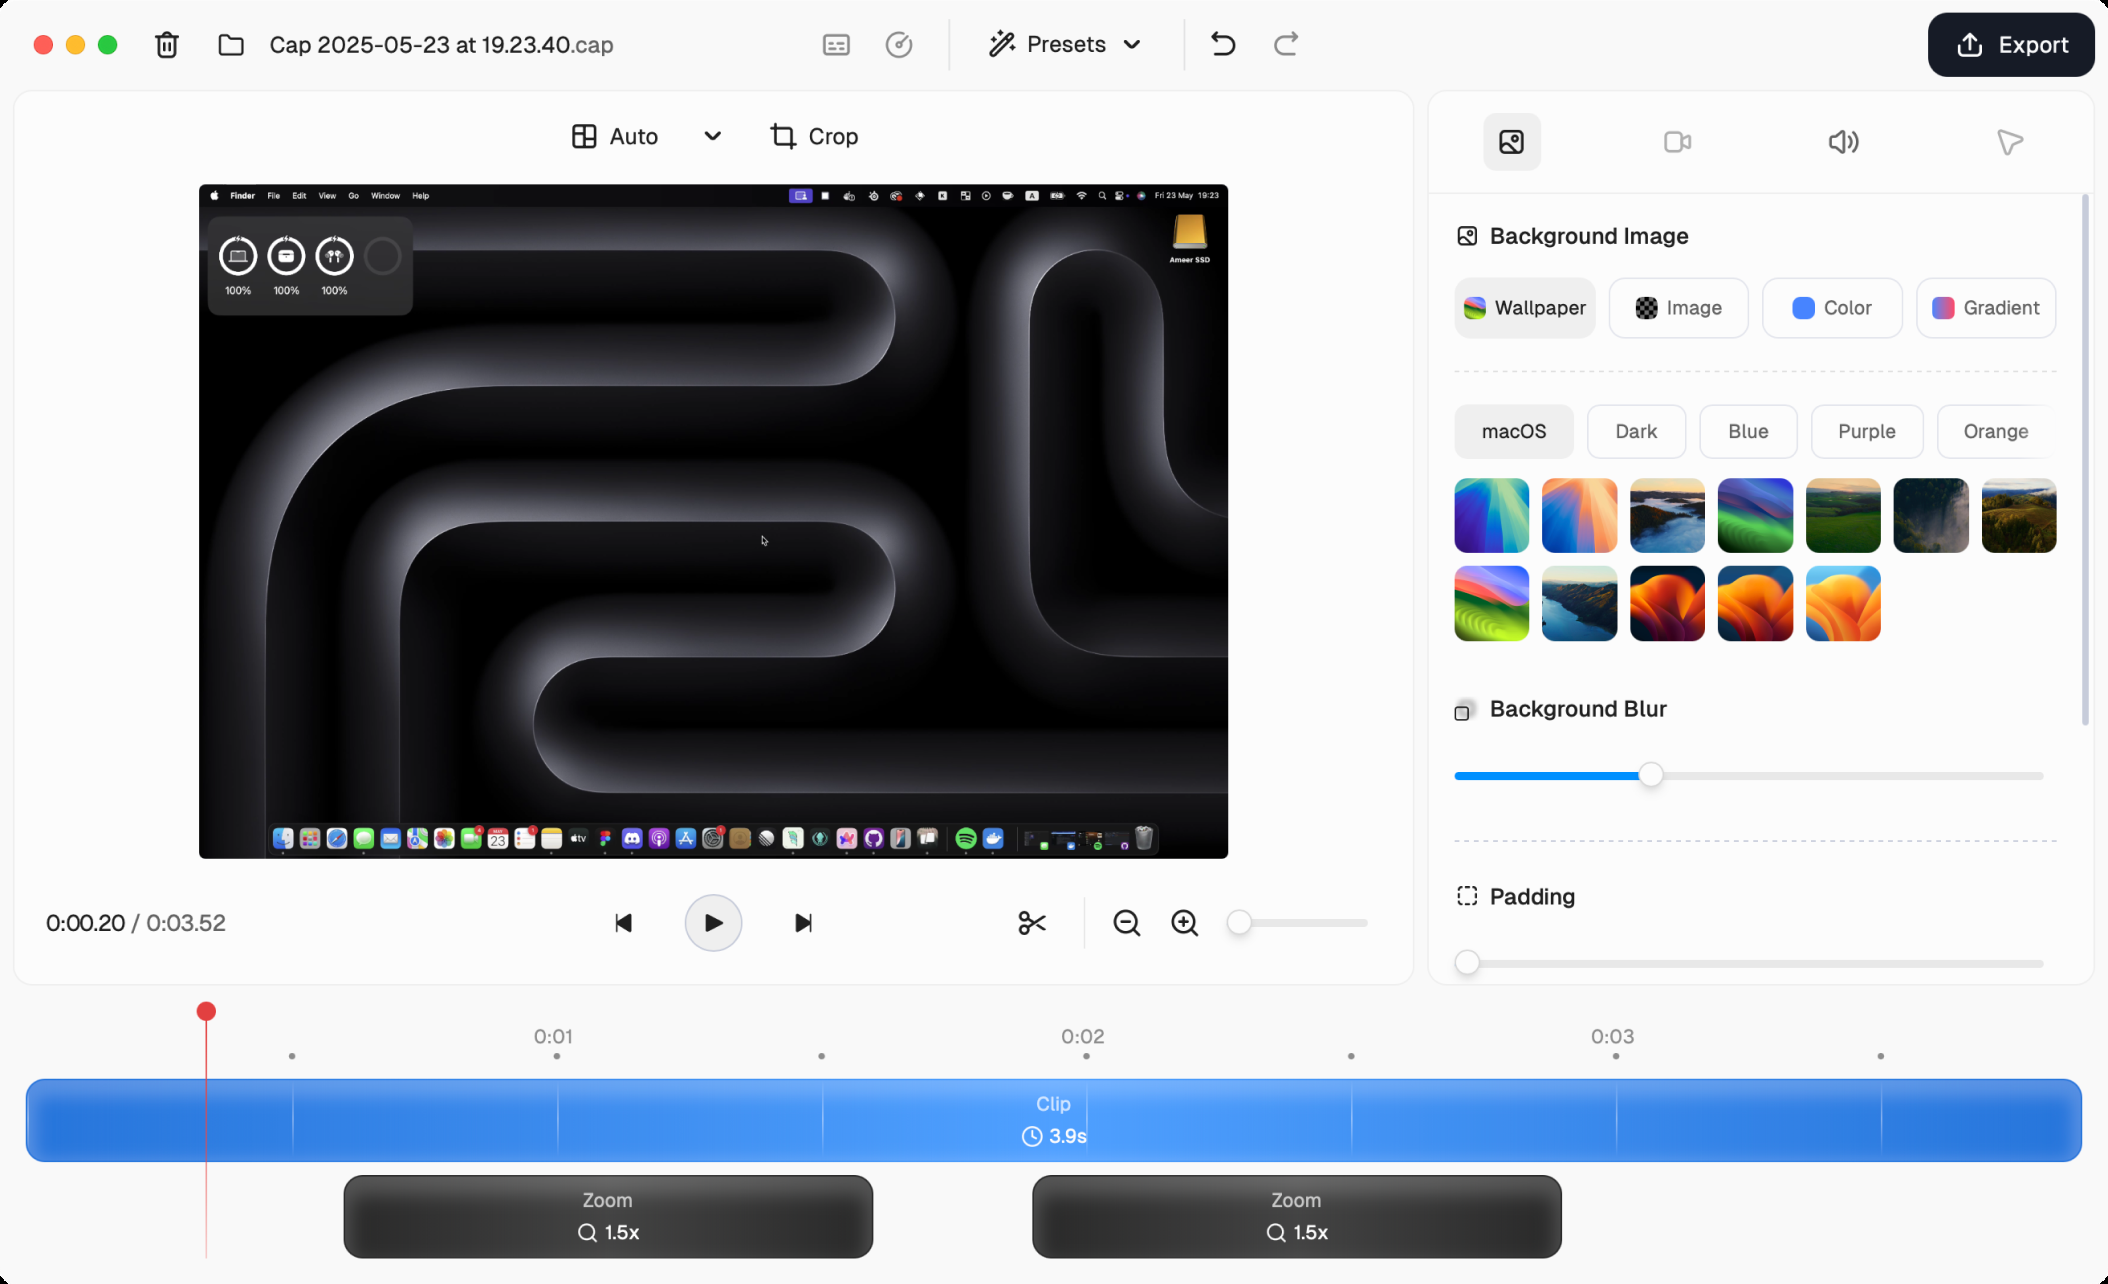 Cap 2025-05-23 at 19.23.40.cap
Presets
Export
Auto
Crop
Finder File Edit View Go Window Help
Fri 23 May 19:23
100% 100% 100%
Ameer SSD
tv
23
0:00.20 / 0:03.52
Background Image
Wallpaper Image Color Gradient
macOS Dark Blue Purple Orange
Background Blur
Padding
0:01 0:02 0:03
Clip
3.9s
Zoom
1.5x
Zoom
1.5x